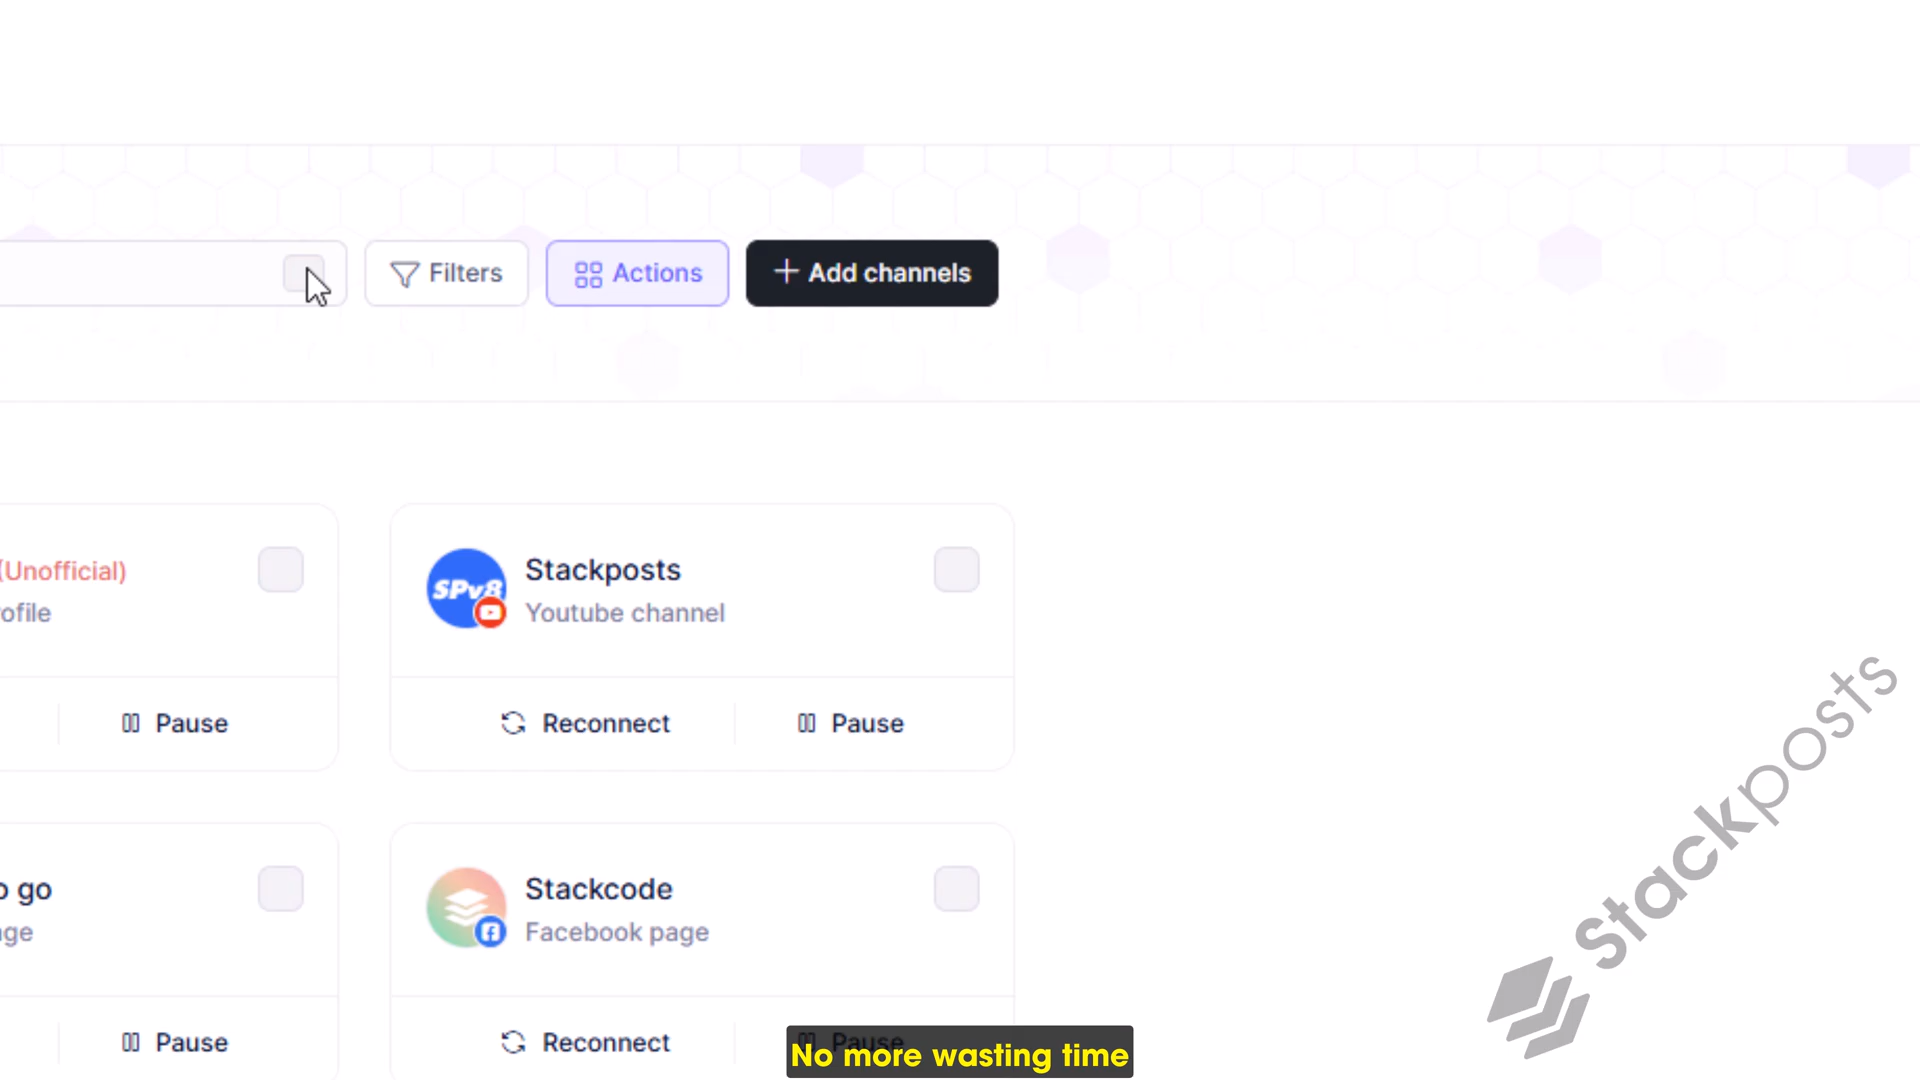 Filters
Actions
Add channels
(Unofficial)
ofile
Pause
SPv8
Stackposts
Youtube channel
Reconnect
Pause
o go
ge
Pause
Stackcode
Facebook page
Reconnect
Pause
No more wasting time
Stackposts